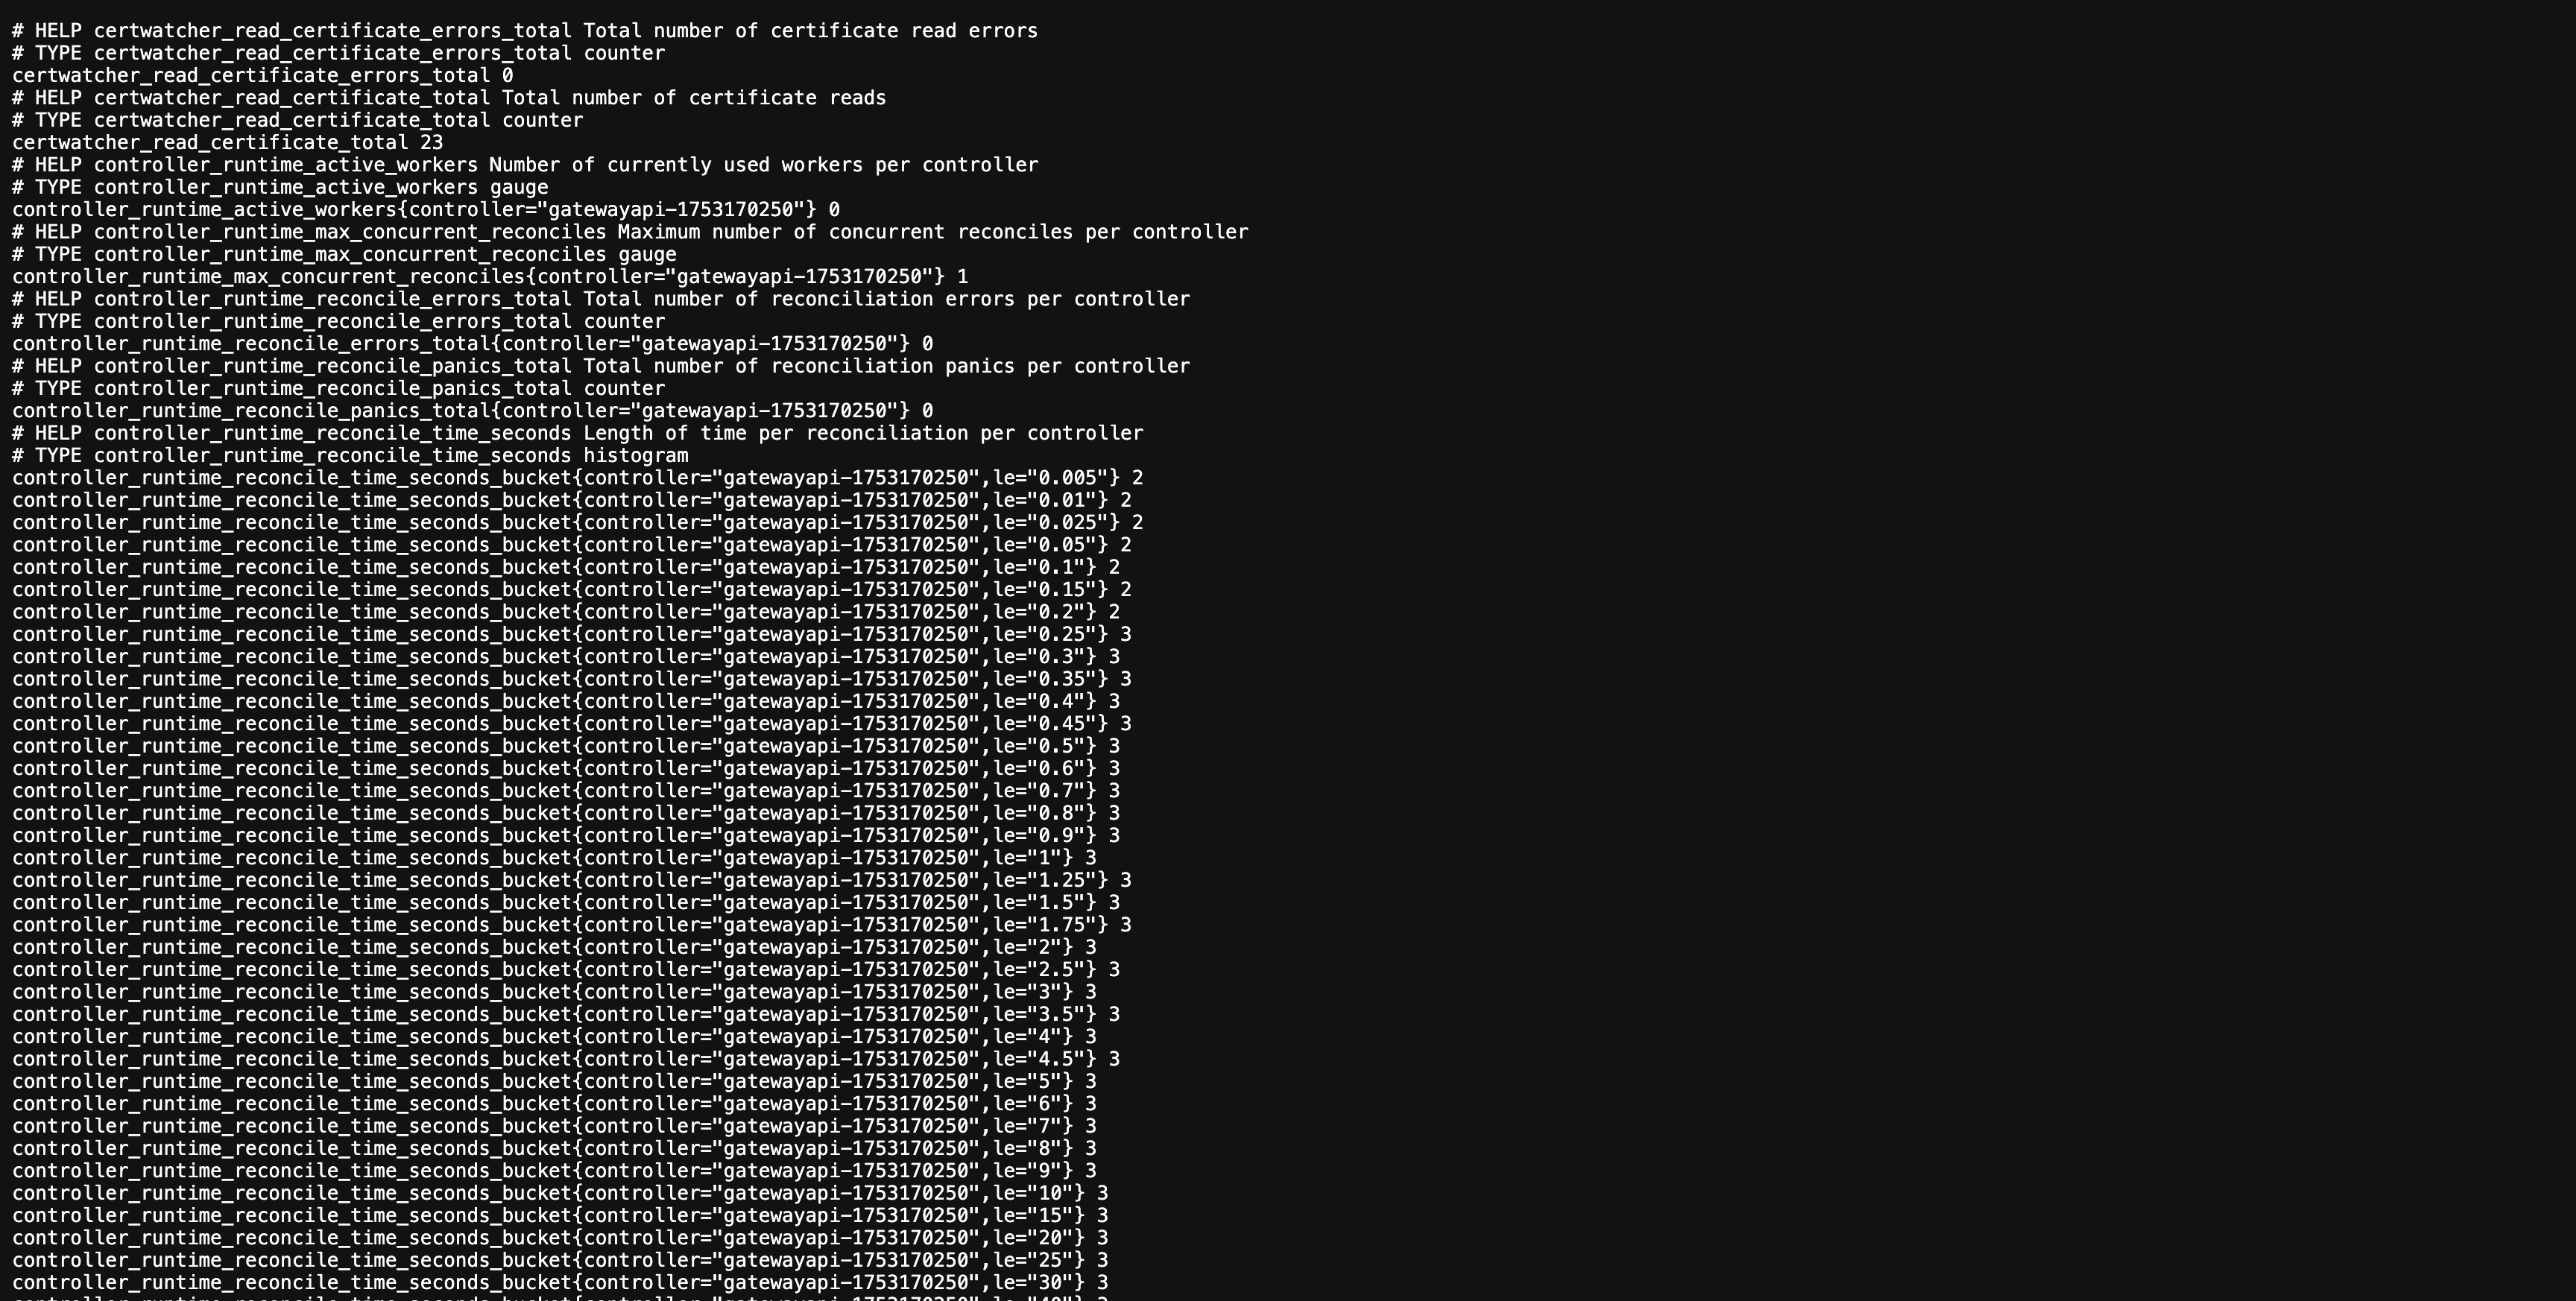 # HELP certwatcher_read_certificate_errors_total Total number of certificate read errors
# TYPE certwatcher_read_certificate_errors_total counter
certwatcher_read_certificate_errors_total 0
# HELP certwatcher_read_certificate_total Total number of certificate reads
# TYPE certwatcher_read_certificate_total counter
certwatcher_read_certificate_total 23
# HELP controller_runtime_active_workers Number of currently used workers per controller
# TYPE controller_runtime_active_workers gauge
controller_runtime_active_workers{controller="gatewayapi-1753170250"} 0
# HELP controller_runtime_max_concurrent_reconciles Maximum number of concurrent reconciles per controller
# TYPE controller_runtime_max_concurrent_reconciles gauge
controller_runtime_max_concurrent_reconciles{controller="gatewayapi-1753170250"} 1
# HELP controller_runtime_reconcile_errors_total Total number of reconciliation errors per controller
# TYPE controller_runtime_reconcile_errors_total counter
controller_runtime_reconcile_errors_total{controller="gatewayapi-1753170250"} 0
# HELP controller_runtime_reconcile_panics_total Total number of reconciliation panics per controller
# TYPE controller_runtime_reconcile_panics_total counter
controller_runtime_reconcile_panics_total{controller="gatewayapi-1753170250"} 0
# HELP controller_runtime_reconcile_time_seconds Length of time per reconciliation per controller
# TYPE controller_runtime_reconcile_time_seconds histogram
controller_runtime_reconcile_time_seconds_bucket{controller="gatewayapi-1753170250",le="0.005"} 2
controller_runtime_reconcile_time_seconds_bucket{controller="gatewayapi-1753170250",le="0.01"} 2
controller_runtime_reconcile_time_seconds_bucket{controller="gatewayapi-1753170250",le="0.025"} 2
controller_runtime_reconcile_time_seconds_bucket{controller="gatewayapi-1753170250",le="0.05"} 2
controller_runtime_reconcile_time_seconds_bucket{controller="gatewayapi-1753170250",le="0.1"} 2
controller_runtime_reconcile_time_seconds_bucket{controller="gatewayapi-1753170250",le="0.15"} 2
controller_runtime_reconcile_time_seconds_bucket{controller="gatewayapi-1753170250",le="0.2"} 2
controller_runtime_reconcile_time_seconds_bucket{controller="gatewayapi-1753170250",le="0.25"} 3
controller_runtime_reconcile_time_seconds_bucket{controller="gatewayapi-1753170250",le="0.3"} 3
controller_runtime_reconcile_time_seconds_bucket{controller="gatewayapi-1753170250",le="0.35"} 3
controller_runtime_reconcile_time_seconds_bucket{controller="gatewayapi-1753170250",le="0.4"} 3
controller_runtime_reconcile_time_seconds_bucket{controller="gatewayapi-1753170250",le="0.45"} 3
controller_runtime_reconcile_time_seconds_bucket{controller="gatewayapi-1753170250",le="0.5"} 3
controller_runtime_reconcile_time_seconds_bucket{controller="gatewayapi-1753170250",le="0.6"} 3
controller_runtime_reconcile_time_seconds_bucket{controller="gatewayapi-1753170250",le="0.7"} 3
controller_runtime_reconcile_time_seconds_bucket{controller="gatewayapi-1753170250",le="0.8"} 3
controller_runtime_reconcile_time_seconds_bucket{controller="gatewayapi-1753170250",le="0.9"} 3
controller_runtime_reconcile_time_seconds_bucket{controller="gatewayapi-1753170250",le="1"} 3
controller_runtime_reconcile_time_seconds_bucket{controller="gatewayapi-1753170250",le="1.25"} 3
controller_runtime_reconcile_time_seconds_bucket{controller="gatewayapi-1753170250",le="1.5"} 3
controller_runtime_reconcile_time_seconds_bucket{controller="gatewayapi-1753170250",le="1.75"} 3
controller_runtime_reconcile_time_seconds_bucket{controller="gatewayapi-1753170250",le="2"} 3
controller_runtime_reconcile_time_seconds_bucket{controller="gatewayapi-1753170250",le="2.5"} 3
controller_runtime_reconcile_time_seconds_bucket{controller="gatewayapi-1753170250",le="3"} 3
controller_runtime_reconcile_time_seconds_bucket{controller="gatewayapi-1753170250",le="3.5"} 3
controller_runtime_reconcile_time_seconds_bucket{controller="gatewayapi-1753170250",le="4"} 3
controller_runtime_reconcile_time_seconds_bucket{controller="gatewayapi-1753170250",le="4.5"} 3
controller_runtime_reconcile_time_seconds_bucket{controller="gatewayapi-1753170250",le="5"} 3
controller_runtime_reconcile_time_seconds_bucket{controller="gatewayapi-1753170250",le="6"} 3
controller_runtime_reconcile_time_seconds_bucket{controller="gatewayapi-1753170250",le="7"} 3
controller_runtime_reconcile_time_seconds_bucket{controller="gatewayapi-1753170250",le="8"} 3
controller_runtime_reconcile_time_seconds_bucket{controller="gatewayapi-1753170250",le="9"} 3
controller_runtime_reconcile_time_seconds_bucket{controller="gatewayapi-1753170250",le="10"} 3
controller_runtime_reconcile_time_seconds_bucket{controller="gatewayapi-1753170250",le="15"} 3
controller_runtime_reconcile_time_seconds_bucket{controller="gatewayapi-1753170250",le="20"} 3
controller_runtime_reconcile_time_seconds_bucket{controller="gatewayapi-1753170250",le="25"} 3
controller_runtime_reconcile_time_seconds_bucket{controller="gatewayapi-1753170250",le="30"} 3